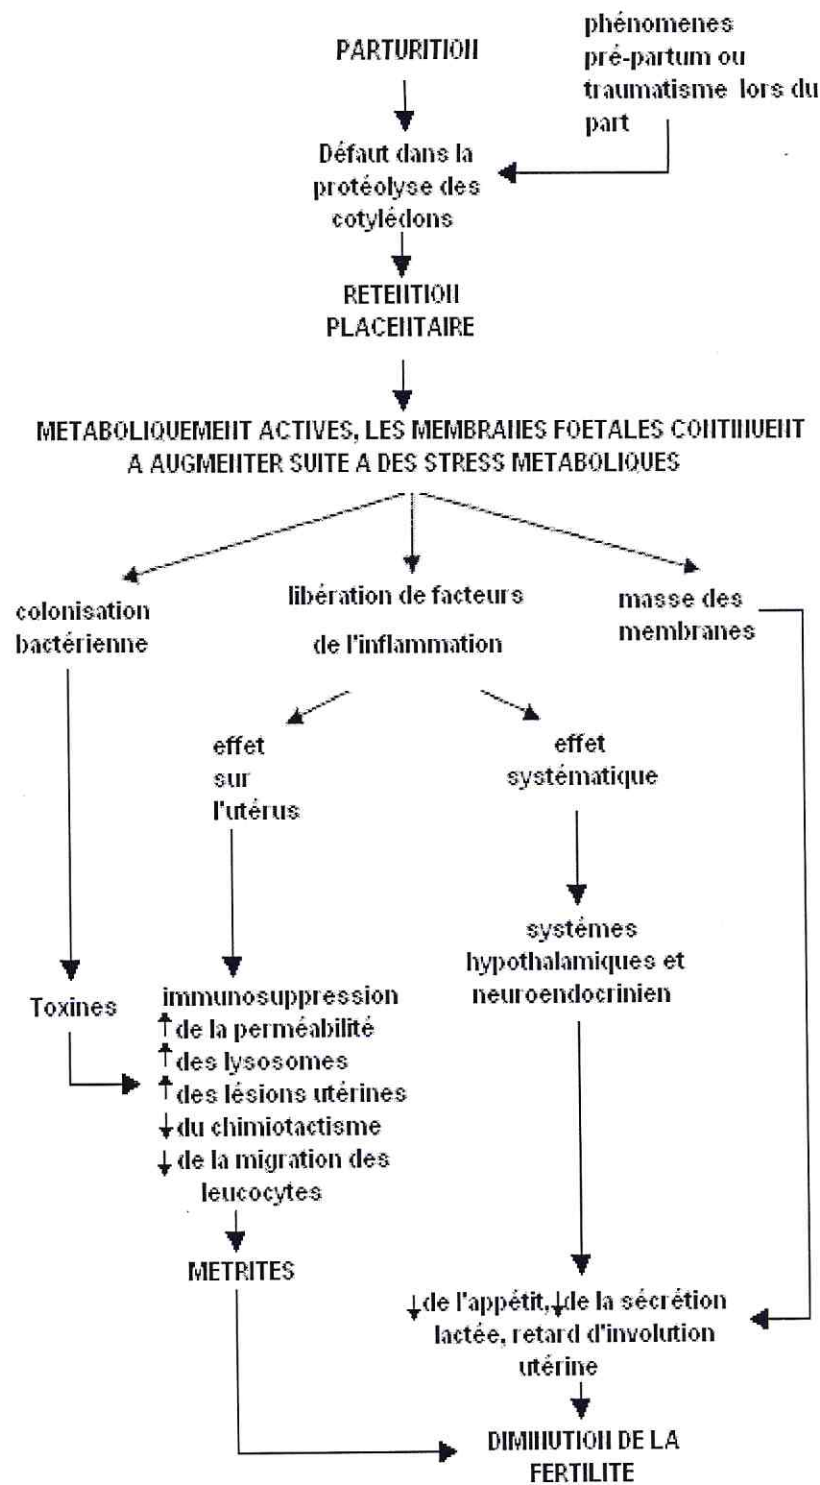 PARTURITION
phénomenes
pré-partum ou
traumatisme lors du
part
Défaut dans la
protéolyse des
cotylédons
RETENTION
PLACENTAIRE
METABOLIQUEMENT ACTIVES, LES MEMBRANES FOETALES CONTINUENT
A AUGMENTER SUITE A DES STRESS METABOLIQUES
colonisation
bactérienne
libération de facteurs
de l'inflammation
masse des
membranes
effet
sur
l'utérus
effet
systématique
systémes
hypothalamiques et
neuroendocrinien
Toxines
immunosuppression
↑ de la perméabilité
↑ des lysosomes
↑ des lésions utérines
↓ du chimiotactisme
↓ de la migration des
leucocytes
METRITES
↓ de l'appétit, ↓ de la sécrétion
lactée, retard d'involution
utérine
DIMINUTION DE LA
FERTILITE